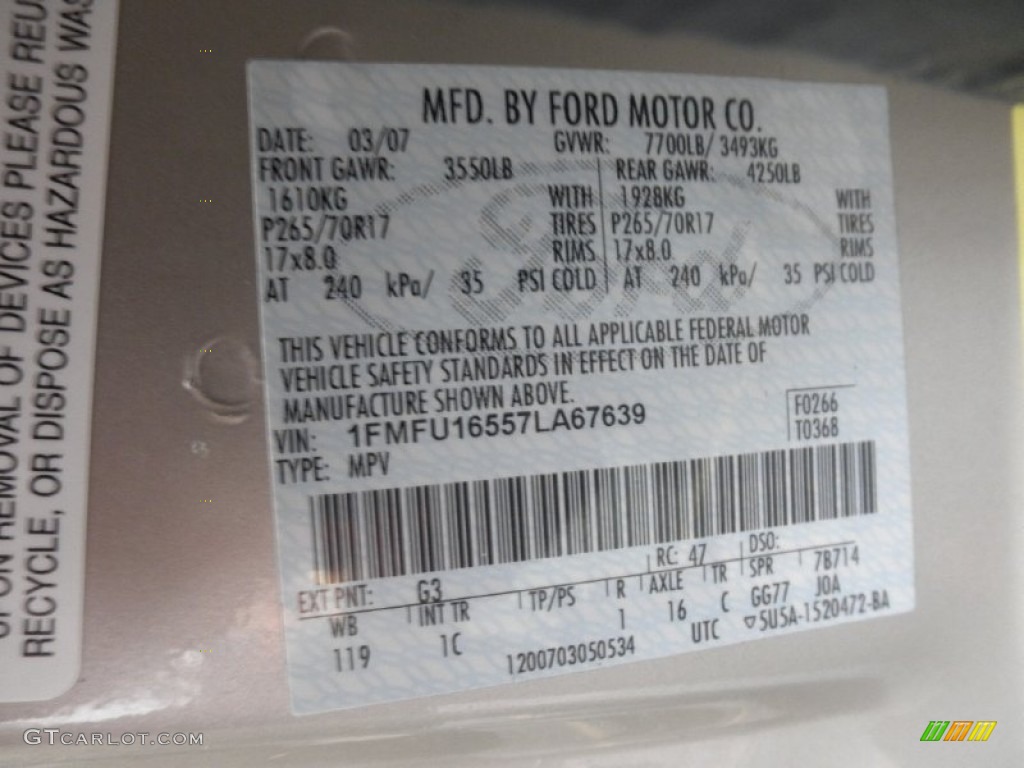 UPON REMOVAL OF DEVICES PLEASE REUS
RECYCLE, OR DISPOSE AS HAZARDOUS WAS
MFD. BY FORD MOTOR CO.
DATE: 03/07 GVWR: 7700LB/ 3493KG
FRONT GAWR: 3550LB REAR GAWR: 4250LB
1610KG WITH 1928KG WITH
P265/70R17 TIRES P265/70R17 TIRES
17x8.0 RIMS 17x8.0 RIMS
AT 240 kPa/ 35 PSI COLD AT 240 kPa/ 35 PSI COLD
Ford
THIS VEHICLE CONFORMS TO ALL APPLICABLE FEDERAL MOTOR
VEHICLE SAFETY STANDARDS IN EFFECT ON THE DATE OF
MANUFACTURE SHOWN ABOVE.
VIN: 1FMFU16557LA67639 F0266
TYPE: MPV T0368
EXT PNT: G3 RC: 47 DSO:
WB INT TR TP/PS R AXLE TR SPR 7B714
119 1C 1 16 C GG77 JOA
1200703050534 UTC ▽5U5A-1520472-BA
GTCARLOT.COM